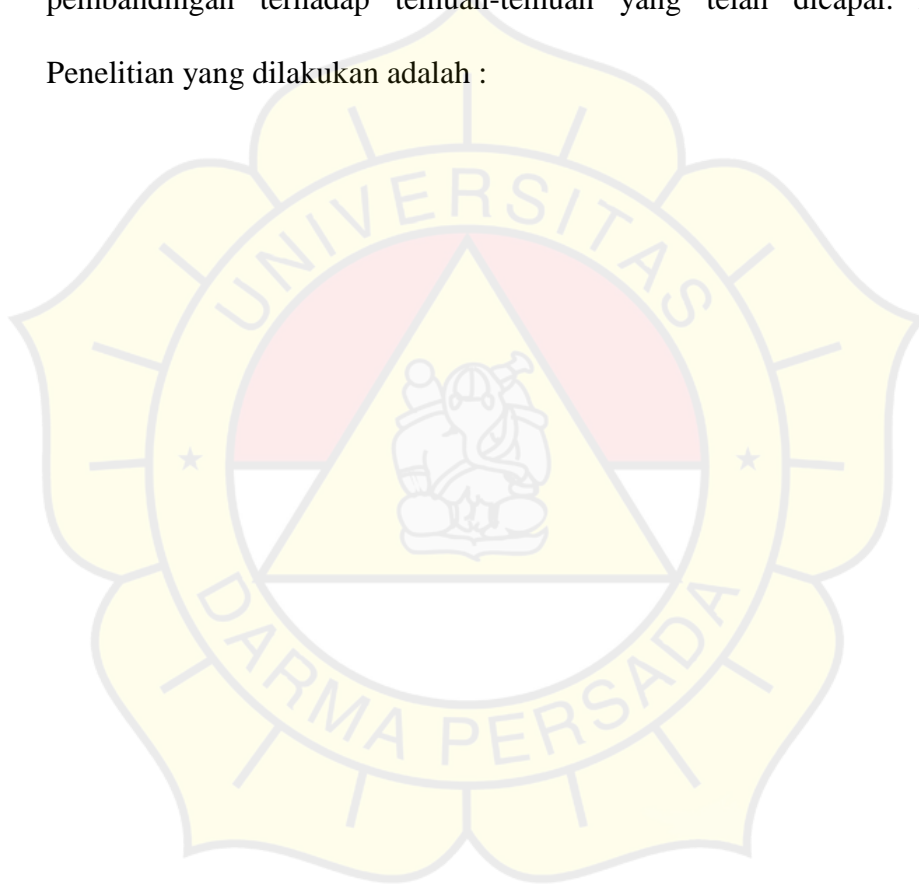 pembandingan terhadap temuan-temuan yang telah dicapai.
Penelitian yang dilakukan adalah :
UNIVERSITAS
DARMA PERSADA